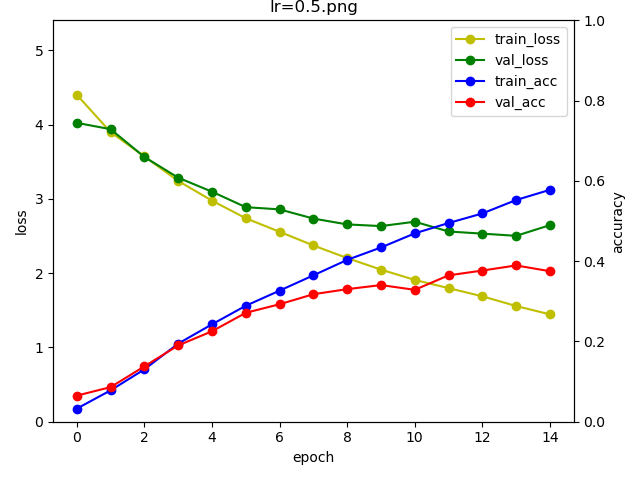 lr=0.5.png
train_loss
val_loss
train_acc
val_acc
loss
5
4
3
2
1
0
accuracy
1.0
0.8
0.6
0.4
0.2
0.0
0 2 4 6 8 10 12 14
epoch